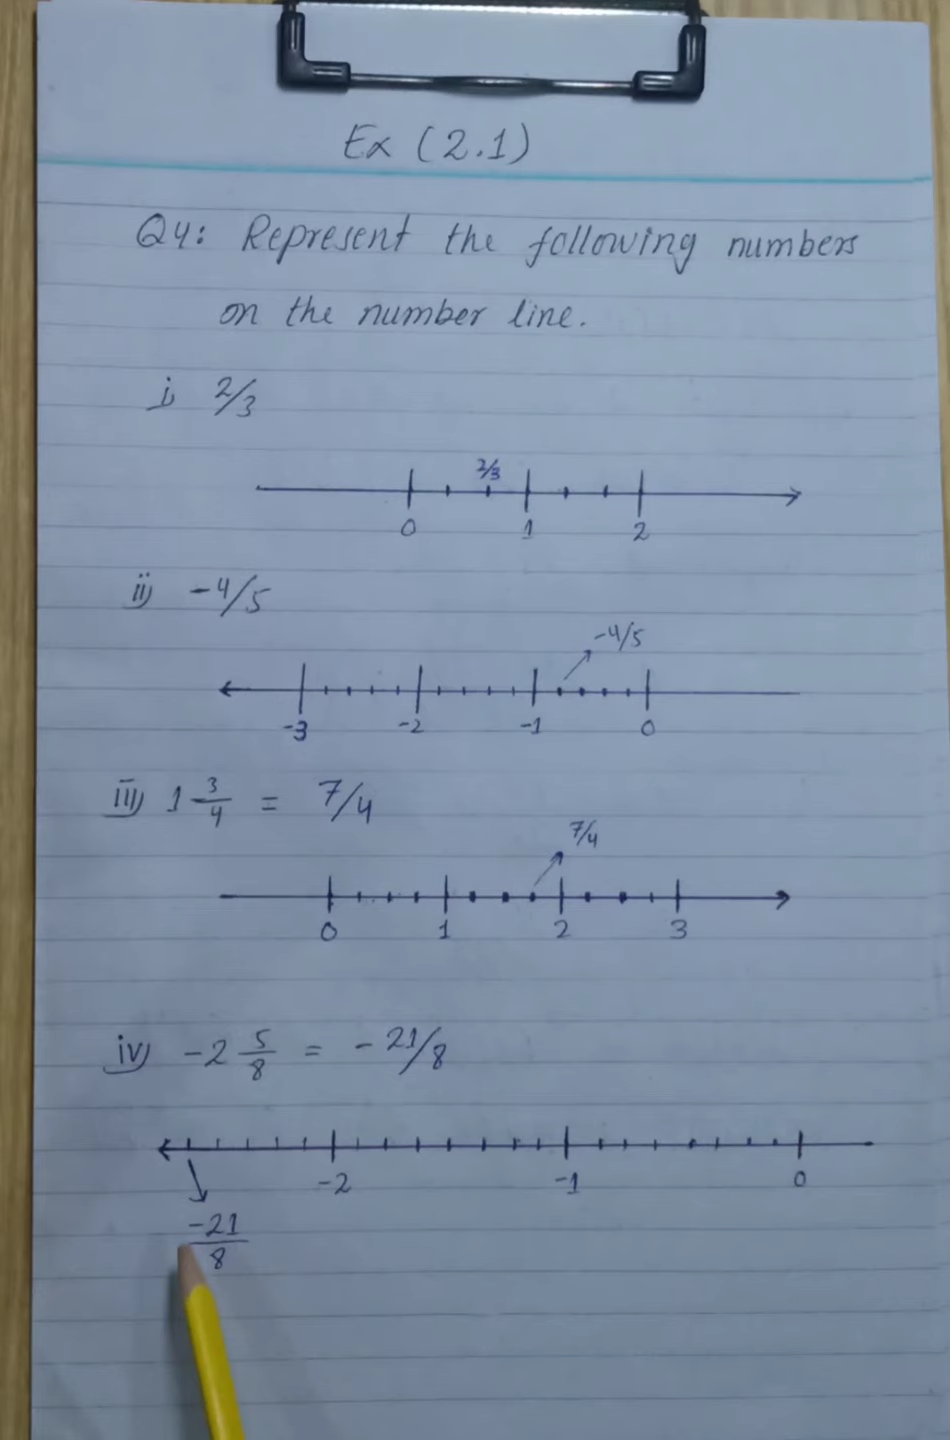 Ex (2.1)
Q4: Represent the following numbers
on the number line.
i) 2/3
2/3
0 1 2
ii) -4/5
-4/5
-3 -2 -1 0
iii) 1 3/4 = 7/4
7/4
0 1 2 3
iv) -2 5/8 = -21/8
-2 -1 0
-21/8